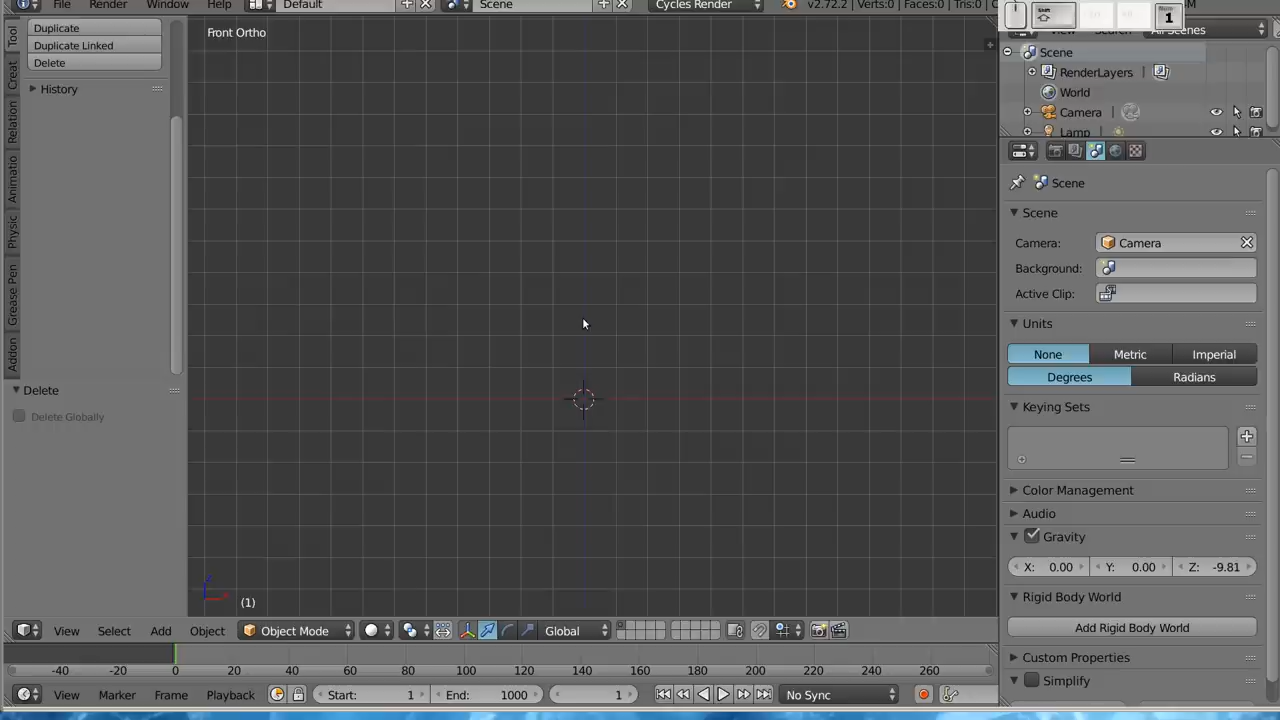 File Render Window Help Default Scene Cycles Render v2.72.2 | Verts:0 | Faces:0 | Tris:0 |
Num
Shift
1
View Search All Scenes
Tool
Creat
Relation
Animatio
Physic
Grease Pen
Addon
Duplicate
Duplicate Linked
Delete
History
Delete
Delete Globally
Front Ortho
(1)
Scene
RenderLayers
World
Camera
Lamp
Scene
Scene
Camera: Camera
Background:
Active Clip:
Units
None Metric Imperial
Degrees Radians
Keying Sets
Color Management
Audio
Gravity
X: 0.00 Y: 0.00 Z: -9.81
Rigid Body World
Add Rigid Body World
Custom Properties
Simplify
View Select Add Object Object Mode Global
-40 -20 0 20 40 60 80 100 120 140 160 180 200 220 240 260
View Marker Frame Playback Start: 1 End: 1000 1 No Sync